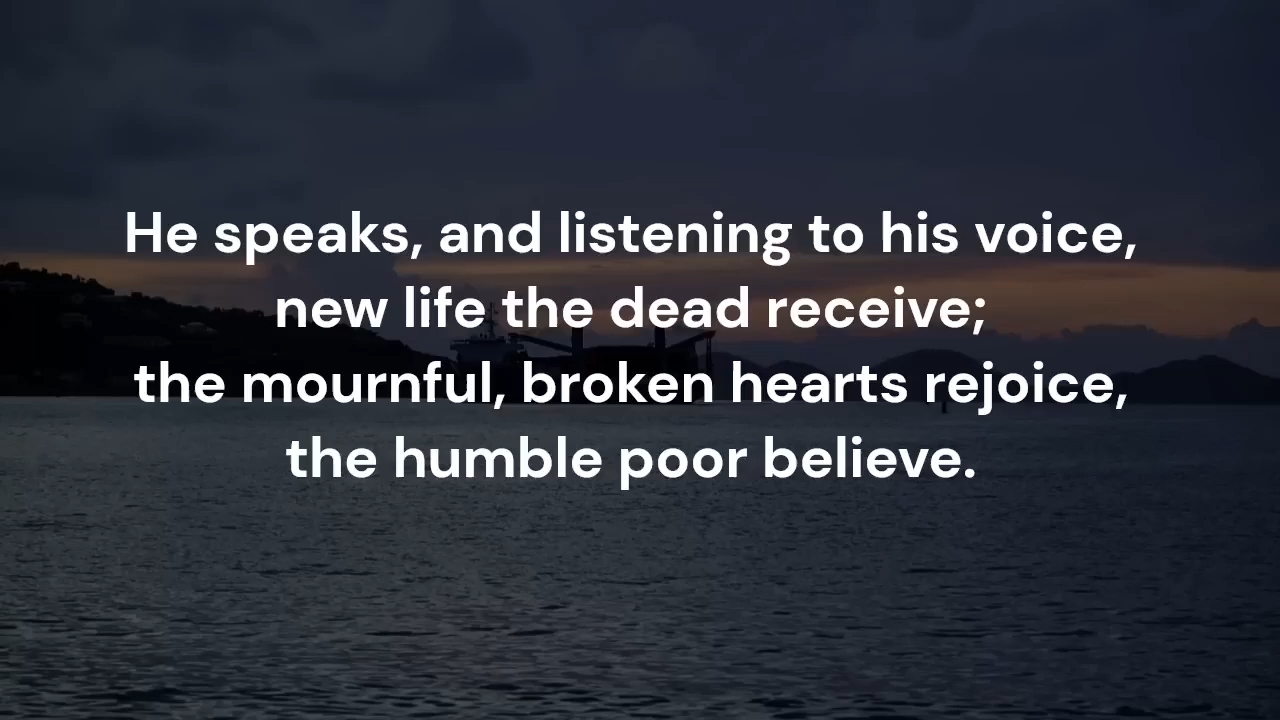 He speaks, and listening to his voice,
new life the dead receive;
the mournful, broken hearts rejoice,
the humble poor believe.